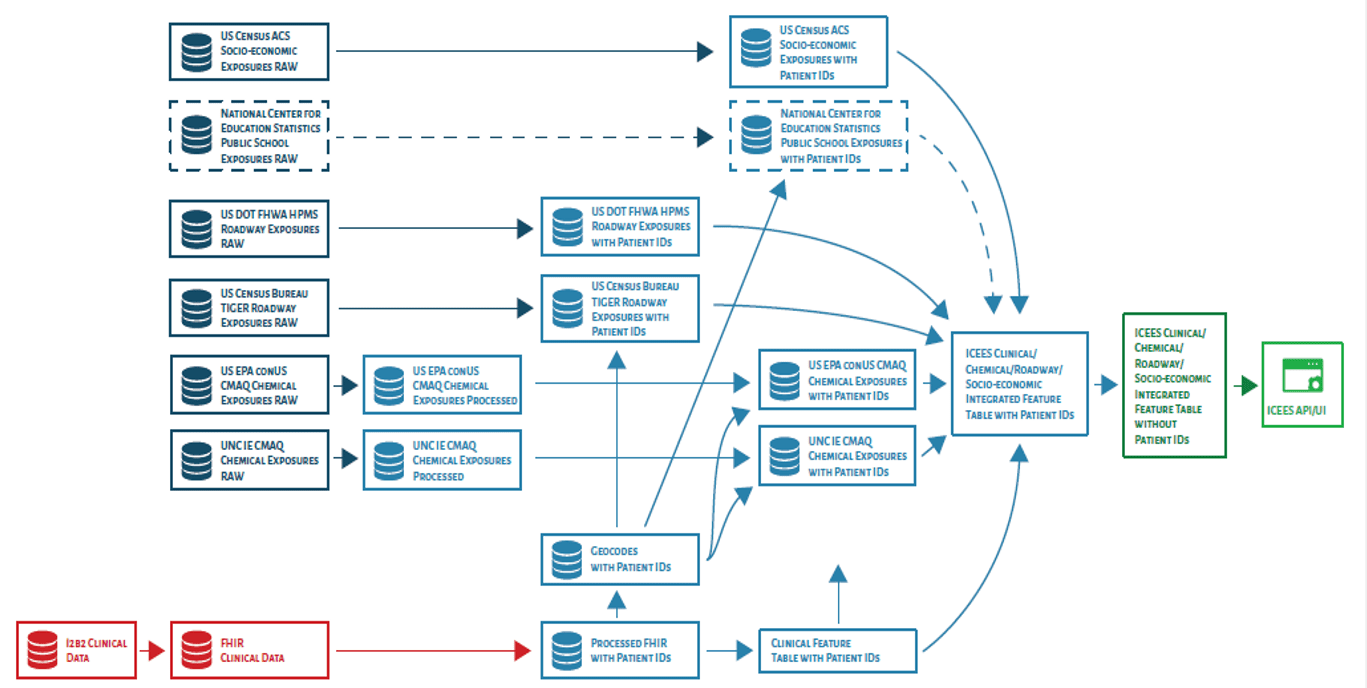 US Census ACS
Socio-economic
Exposures RAW
US Census ACS
Socio-economic
Exposures with
Patient IDs
National Center for
Education Statistics
Public School
Exposures RAW
National Center for
Education Statistics
Public School Exposures
with Patient IDs
US DOT FHWA HPMS
Roadway Exposures
RAW
US DOT FHWA HPMS
Roadway Exposures
with Patient IDs
US Census Bureau
TIGER Roadway
Exposures RAW
US Census Bureau
TIGER Roadway
Exposures with
Patient IDs
US EPA conUS
CMAQ Chemical
Exposures RAW
US EPA conUS
CMAQ Chemical
Exposures Processed
US EPA conUS CMAQ
Chemical Exposures
with Patient IDs
UNC IE CMAQ
Chemical Exposures
RAW
UNC IE CMAQ
Chemical Exposures
Processed
UNC IE CMAQ
Chemical Exposures
with Patient IDs
ICEES Clinical/
Chemical/Roadway/
Socio-economic
Integrated Feature
Table with Patient IDs
ICEES Clinical/
Chemical/
Roadway/
Socio-economic
Integrated
Feature Table
without
Patient IDs
ICEES API/UI
Geocodes
with Patient IDs
I2B2 Clinical
Data
FHIR
Clinical Data
Processed FHIR
with Patient IDs
Clinical Feature
Table with Patient IDs